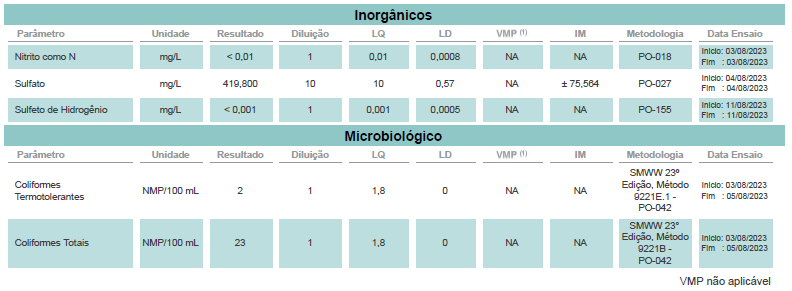 Inorgânicos
Parâmetro Unidade Resultado Diluição LQ LD VMP (1) IM Metodologia Data Ensaio
Nitrito como N mg/L < 0,01 1 0,01 0,0008 NA NA PO-018 Início: 03/08/2023
Fim : 03/08/2023
Sulfato mg/L 419,800 10 10 0,57 NA ± 75,564 PO-027 Início: 04/08/2023
Fim : 04/08/2023
Sulfeto de Hidrogênio mg/L < 0,001 1 0,001 0,0005 NA NA PO-155 Início: 11/08/2023
Fim : 11/08/2023
Microbiológico
Parâmetro Unidade Resultado Diluição LQ LD VMP (1) IM Metodologia Data Ensaio
Coliformes
Termotolerantes
NMP/100 mL 2 1 1,8 0 NA NA
SMWW 23º
Edição, Método
9221E.1 -
PO-042
Início: 03/08/2023
Fim : 05/08/2023
Coliformes Totais NMP/100 mL 23 1 1,8 0 NA NA
SMWW 23°
Edição, Método
9221B -
PO-042
Início: 03/08/2023
Fim : 05/08/2023
VMP não aplicável